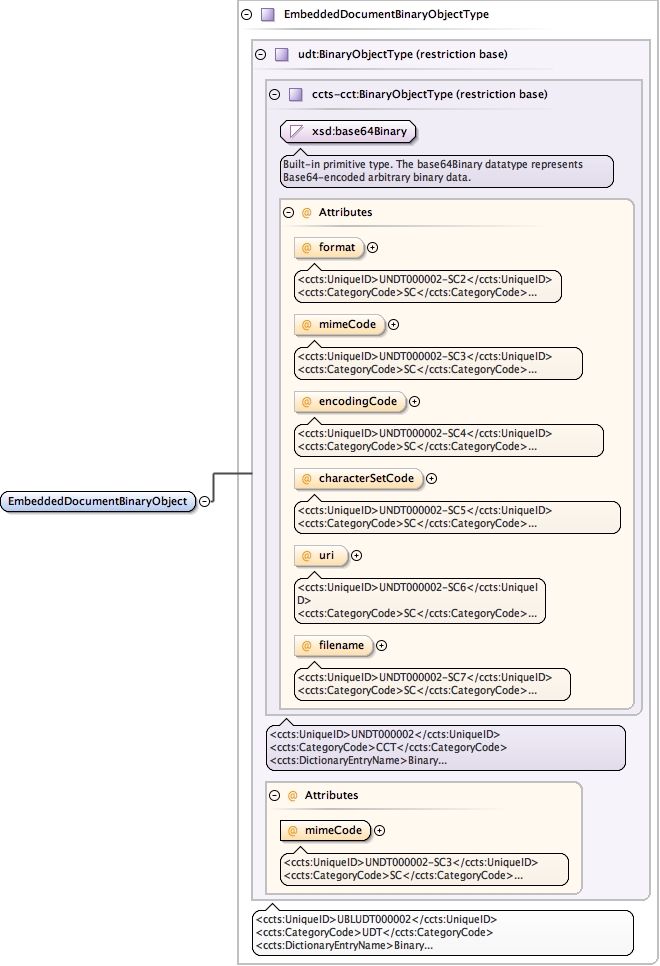 EmbeddedDocumentBinaryObjectType
udt:BinaryObjectType (restriction base)
ccts-cct:BinaryObjectType (restriction base)
xsd:base64Binary
Built-in primitive type. The base64Binary datatype represents
Base64-encoded arbitrary binary data.
@ Attributes
@ format
<ccts:UniqueID>UNDT000002-SC2</ccts:UniqueID>
<ccts:CategoryCode>SC</ccts:CategoryCode>...
@ mimeCode
<ccts:UniqueID>UNDT000002-SC3</ccts:UniqueID>
<ccts:CategoryCode>SC</ccts:CategoryCode>...
@ encodingCode
<ccts:UniqueID>UNDT000002-SC4</ccts:UniqueID>
<ccts:CategoryCode>SC</ccts:CategoryCode>...
@ characterSetCode
<ccts:UniqueID>UNDT000002-SC5</ccts:UniqueID>
<ccts:CategoryCode>SC</ccts:CategoryCode>...
EmbeddedDocumentBinaryObject
@ uri
<ccts:UniqueID>UNDT000002-SC6</ccts:UniqueI
D>
<ccts:CategoryCode>SC</ccts:CategoryCode>...
@ filename
<ccts:UniqueID>UNDT000002-SC7</ccts:UniqueID>
<ccts:CategoryCode>SC</ccts:CategoryCode>...
<ccts:UniqueID>UNDT000002</ccts:UniqueID>
<ccts:CategoryCode>CCT</ccts:CategoryCode>
<ccts:DictionaryEntryName>Binary...
@ Attributes
@ mimeCode
<ccts:UniqueID>UNDT000002-SC3</ccts:UniqueID>
<ccts:CategoryCode>SC</ccts:CategoryCode>...
<ccts:UniqueID>UBLUDT000002</ccts:UniqueID>
<ccts:CategoryCode>UDT</ccts:CategoryCode>
<ccts:DictionaryEntryName>Binary...